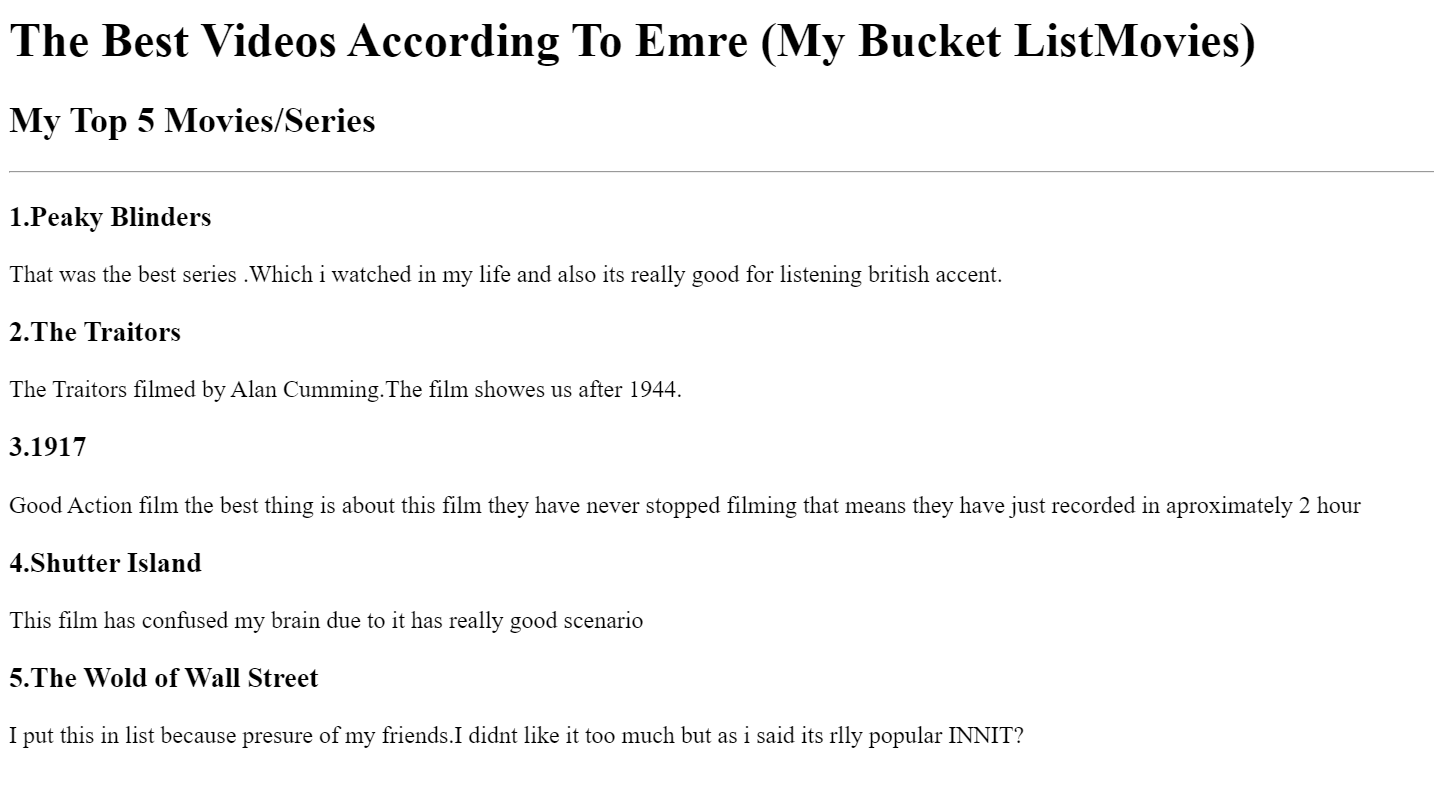 The Best Videos According To Emre (My Bucket ListMovies)
My Top 5 Movies/Series
1.Peaky Blinders
That was the best series .Which i watched in my life and also its really good for listening british accent.
2.The Traitors
The Traitors filmed by Alan Cumming.The film showes us after 1944.
3.1917
Good Action film the best thing is about this film they have never stopped filming that means they have just recorded in aproximately 2 hour
4.Shutter Island
This film has confused my brain due to it has really good scenario
5.The Wold of Wall Street
I put this in list because presure of my friends.I didnt like it too much but as i said its rlly popular INNIT?